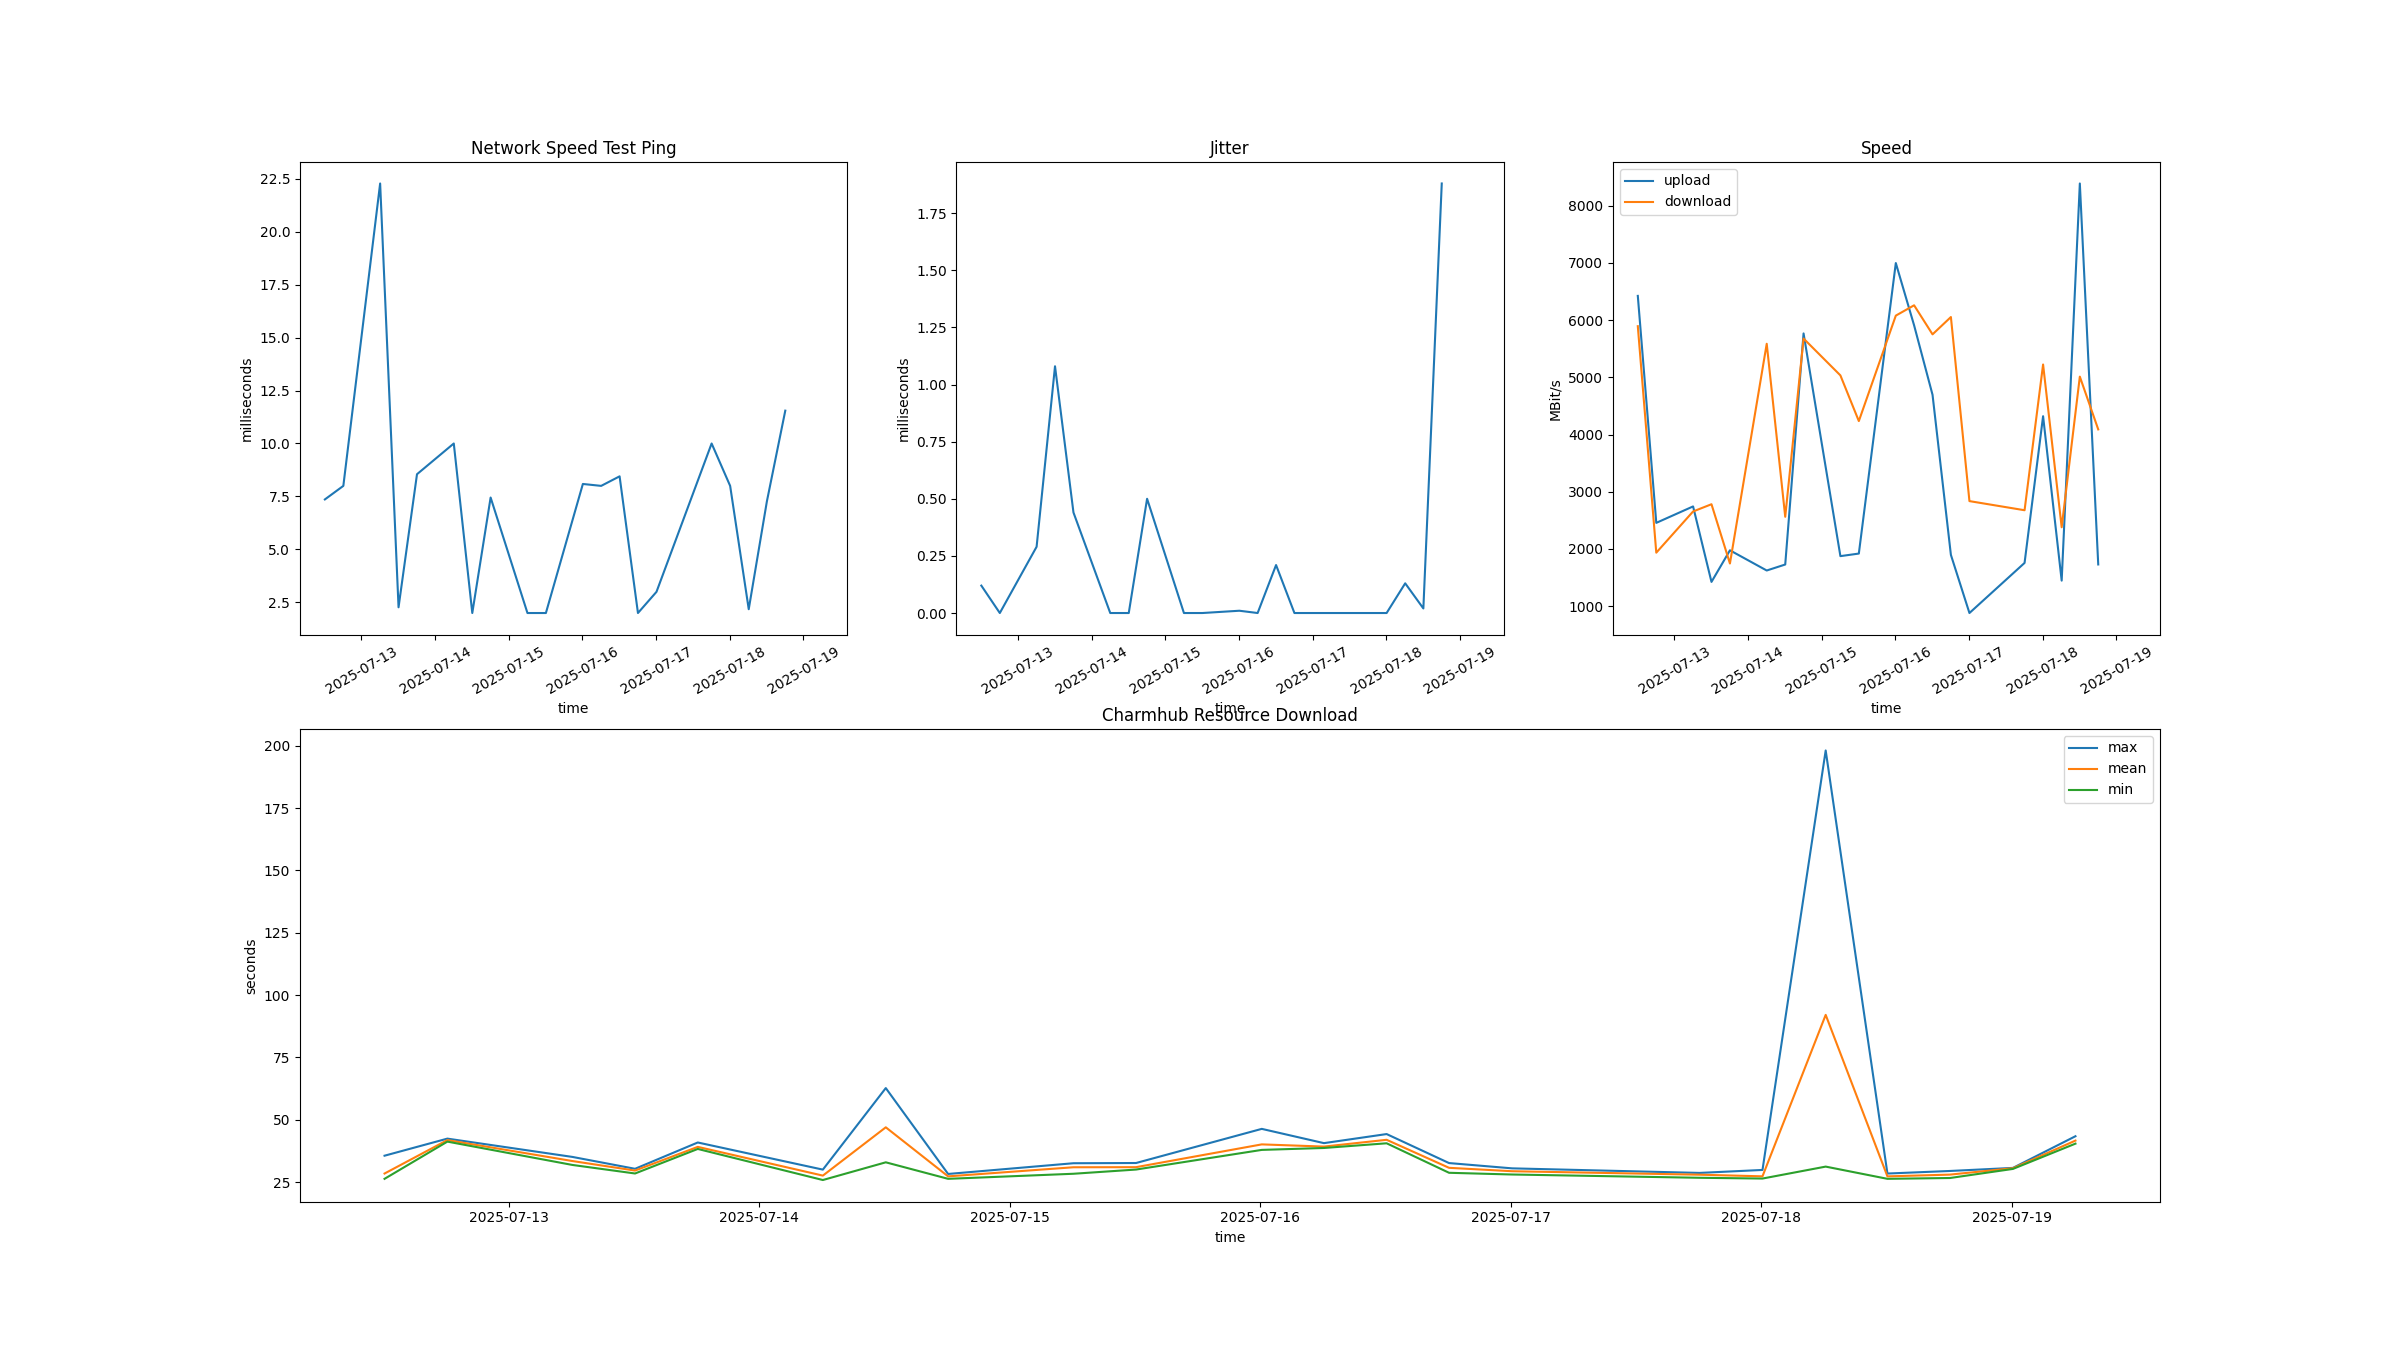 Network Speed Test Ping
milliseconds
22.5
20.0
17.5
15.0
12.5
10.0
7.5
5.0
2.5
2025-07-13 2025-07-14 2025-07-15 2025-07-16 2025-07-17 2025-07-18 2025-07-19
time
Jitter
milliseconds
1.75
1.50
1.25
1.00
0.75
0.50
0.25
0.00
2025-07-13 2025-07-14 2025-07-15 2025-07-16 2025-07-17 2025-07-18 2025-07-19
time
Speed
upload
download
MBit/s
8000
7000
6000
5000
4000
3000
2000
1000
2025-07-13 2025-07-14 2025-07-15 2025-07-16 2025-07-17 2025-07-18 2025-07-19
time
Charmhub Resource Download
max
mean
min
seconds
200
175
150
125
100
75
50
25
2025-07-13 2025-07-14 2025-07-15 2025-07-16 2025-07-17 2025-07-18 2025-07-19
time